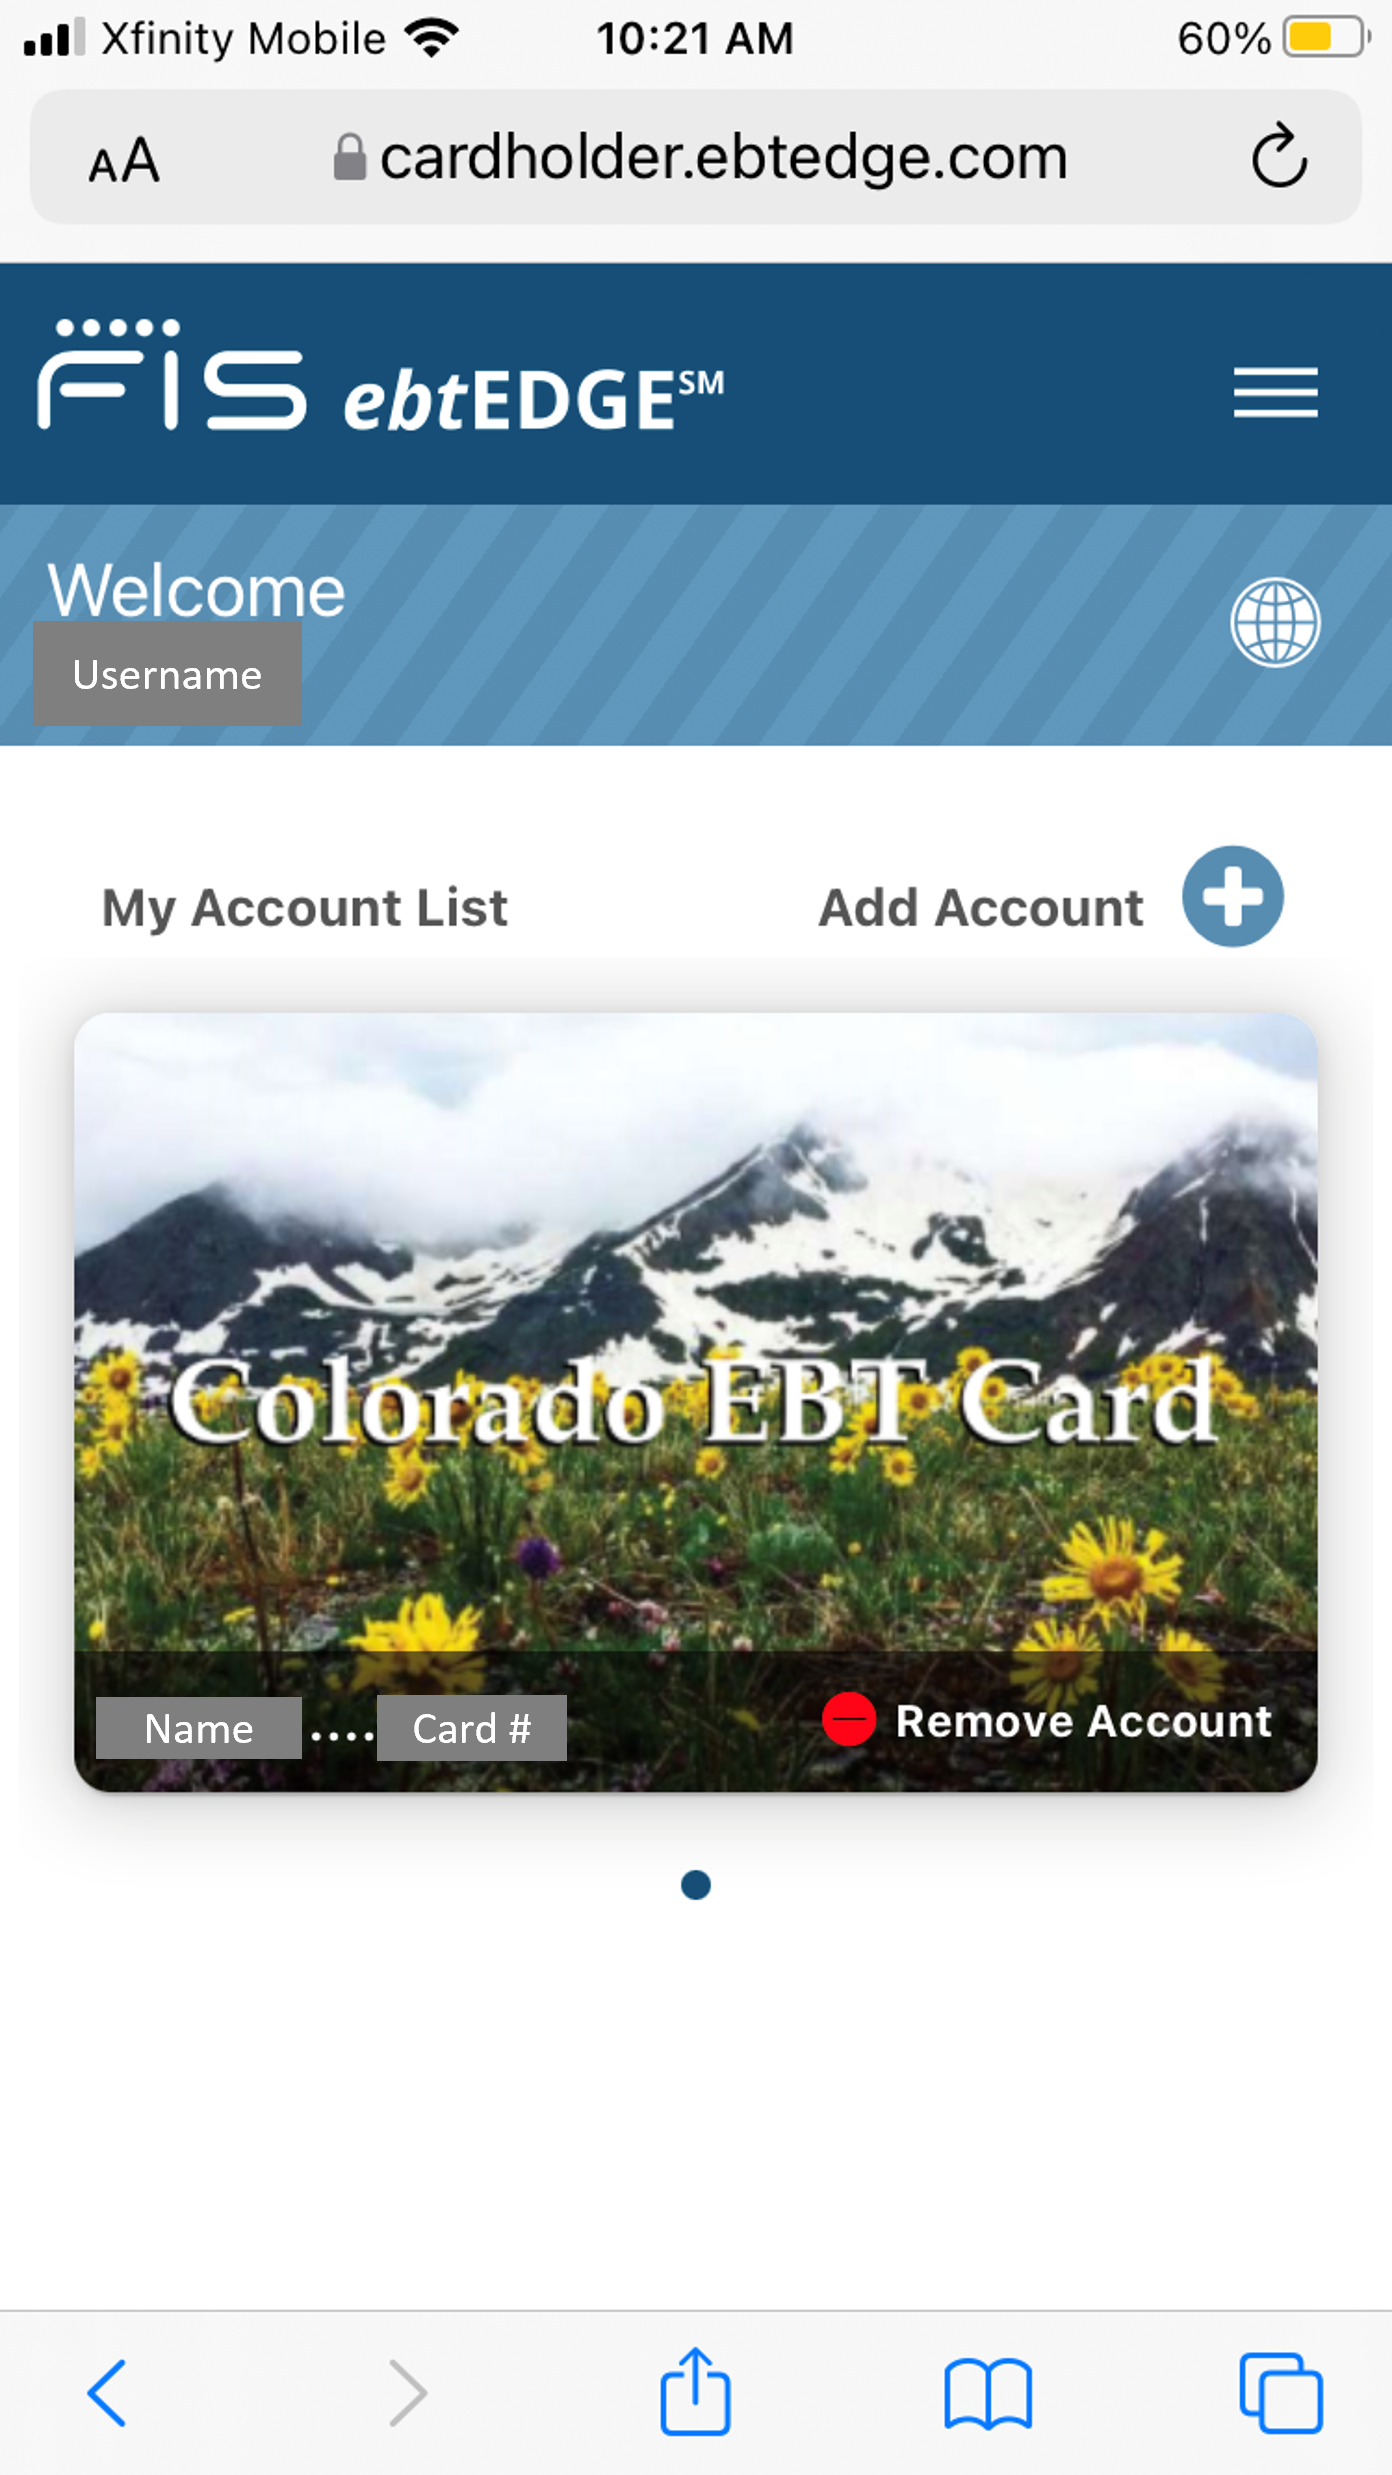 Xfinity Mobile 10:21 AM 60%
AA cardholder.ebtedge.com
FIS ebtEDGE℠
Welcome
Username
My Account List Add Account
Colorado EBT Card
Name .... Card # Remove Account